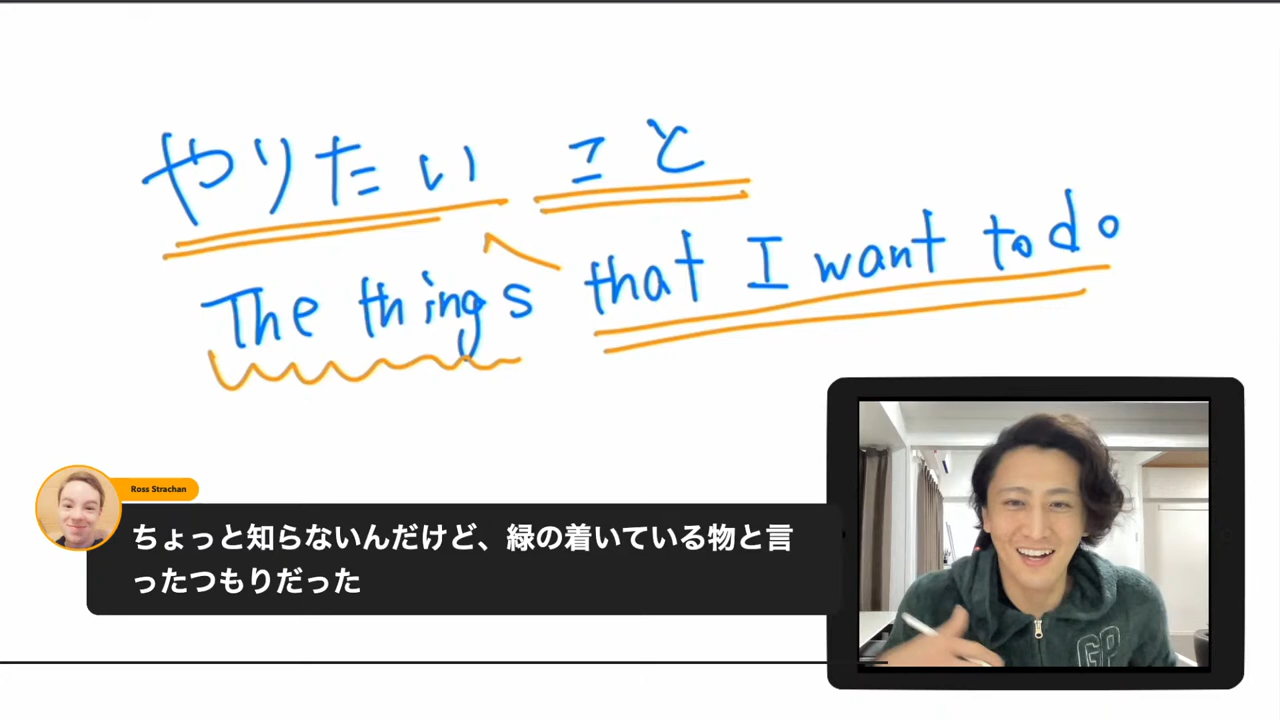 やりたい こと
The things that I want to do
Ross Strachan
ちょっと知らないんだけど、緑の着いている物と言
ったつもりだった
GP